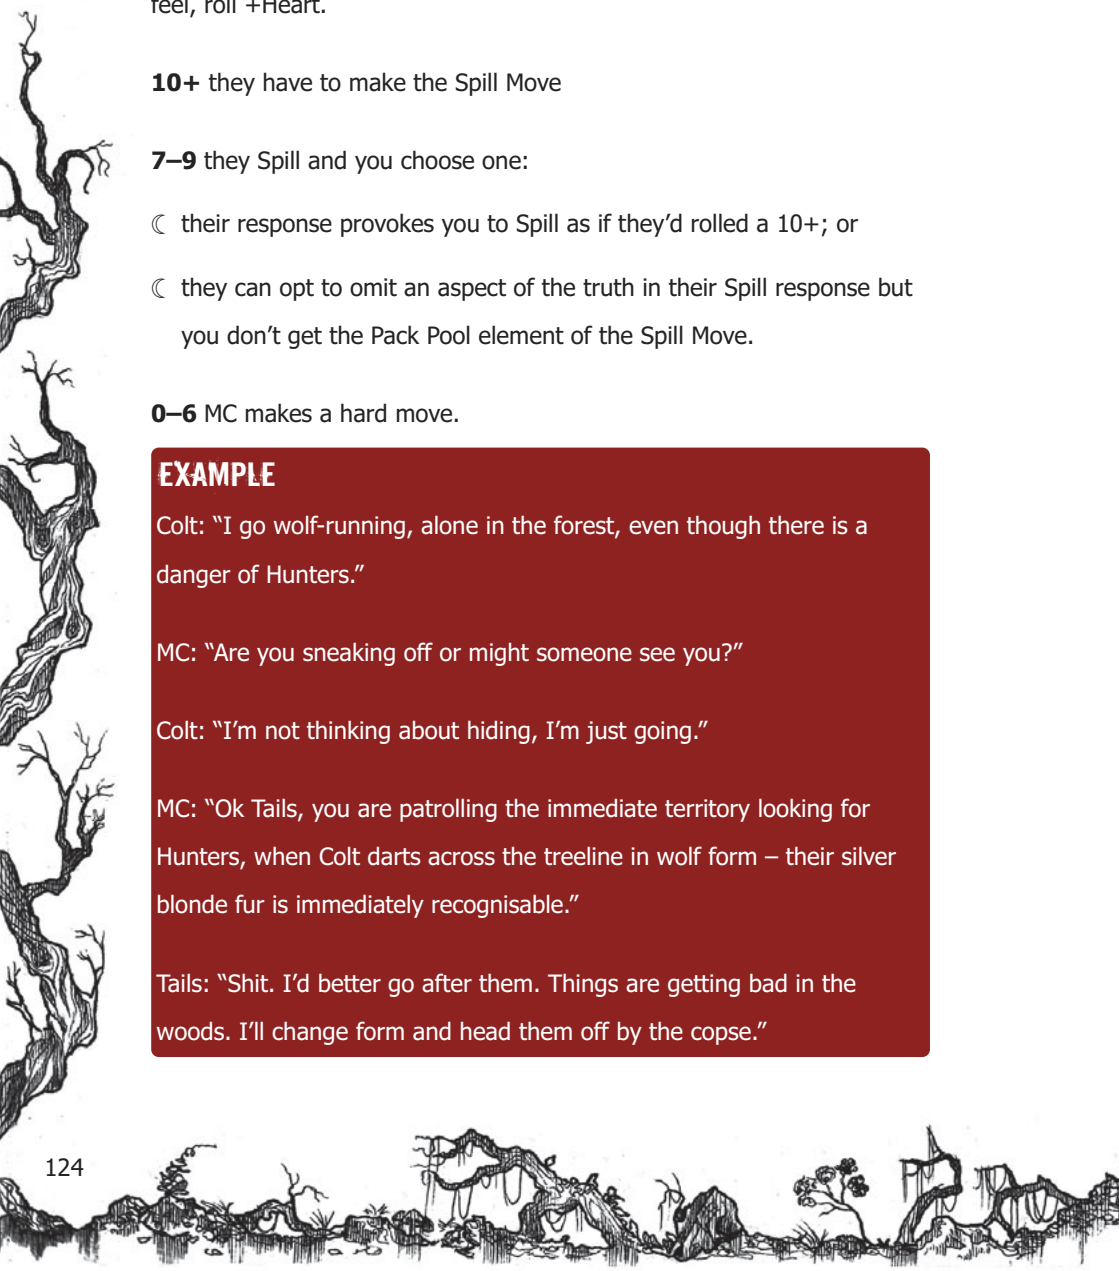 feel, roll +Heart.
10+ they have to make the Spill Move
7–9 they Spill and you choose one:
☾ their response provokes you to Spill as if they’d rolled a 10+; or
☾ they can opt to omit an aspect of the truth in their Spill response but
you don’t get the Pack Pool element of the Spill Move.
0–6 MC makes a hard move.
EXAMPLE
Colt: “I go wolf-running, alone in the forest, even though there is a
danger of Hunters.”
MC: “Are you sneaking off or might someone see you?”
Colt: “I’m not thinking about hiding, I’m just going.”
MC: “Ok Tails, you are patrolling the immediate territory looking for
Hunters, when Colt darts across the treeline in wolf form – their silver
blonde fur is immediately recognisable.”
Tails: “Shit. I’d better go after them. Things are getting bad in the
woods. I’ll change form and head them off by the copse.”
124